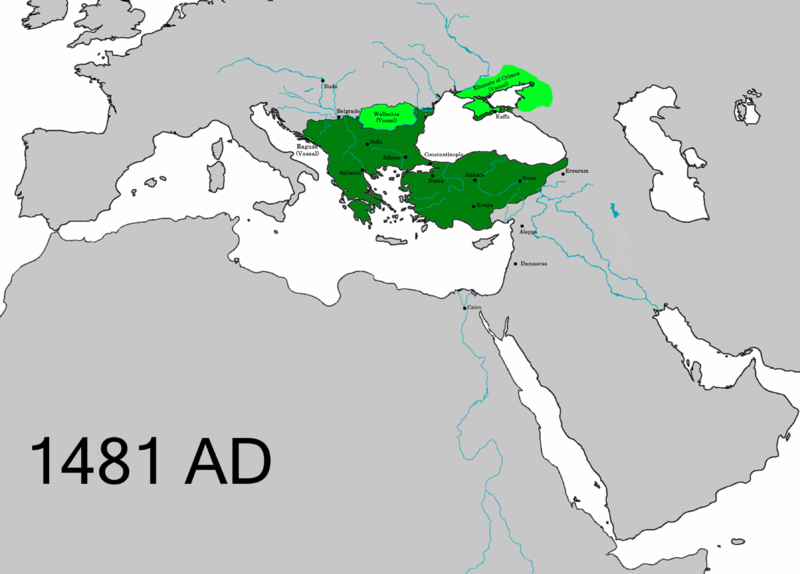 Khanate of Crimea
(Vassal)
Buda
Belgrade
Wallachia
(Vassal)
Kaffa
Ragusa
(Vassal)
Sofia
Edirne
Constantinople
Salonica
Bursa
Ankara
Sivas
Erzurum
Konya
Aleppo
Damascus
Cairo
1481 AD